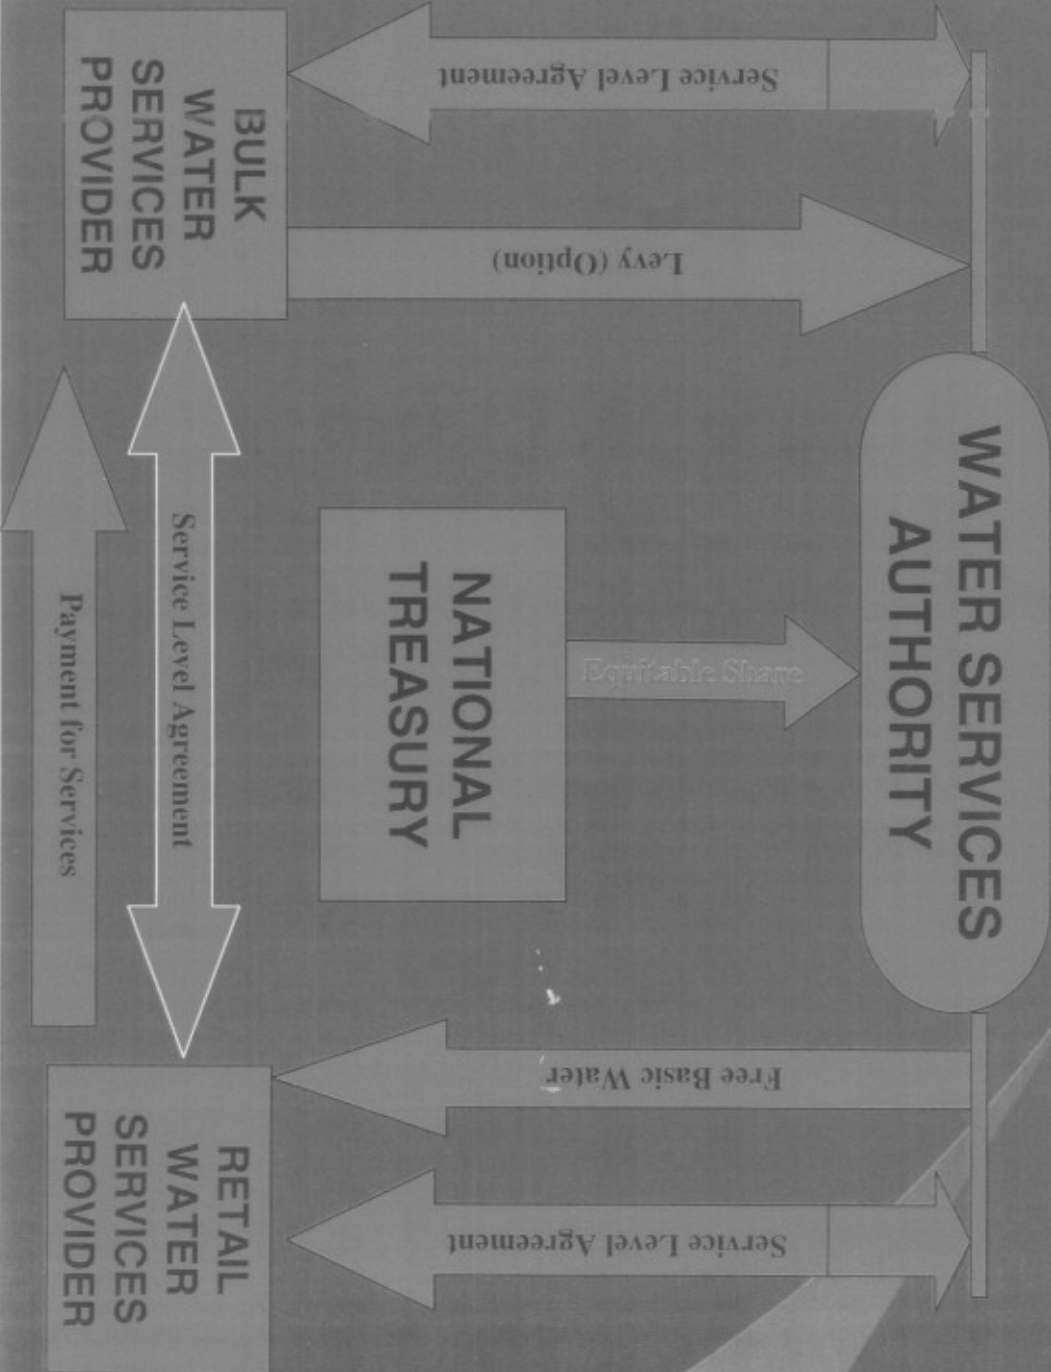 WATER SERVICES
AUTHORITY
Service Level Agreement
Levy (Option)
Equitable Share
Free Basic Water
Service Level Agreement
NATIONAL
TREASURY
BULK
WATER
SERVICES
PROVIDER
Service Level Agreement
Payment for Services
RETAIL
WATER
SERVICES
PROVIDER